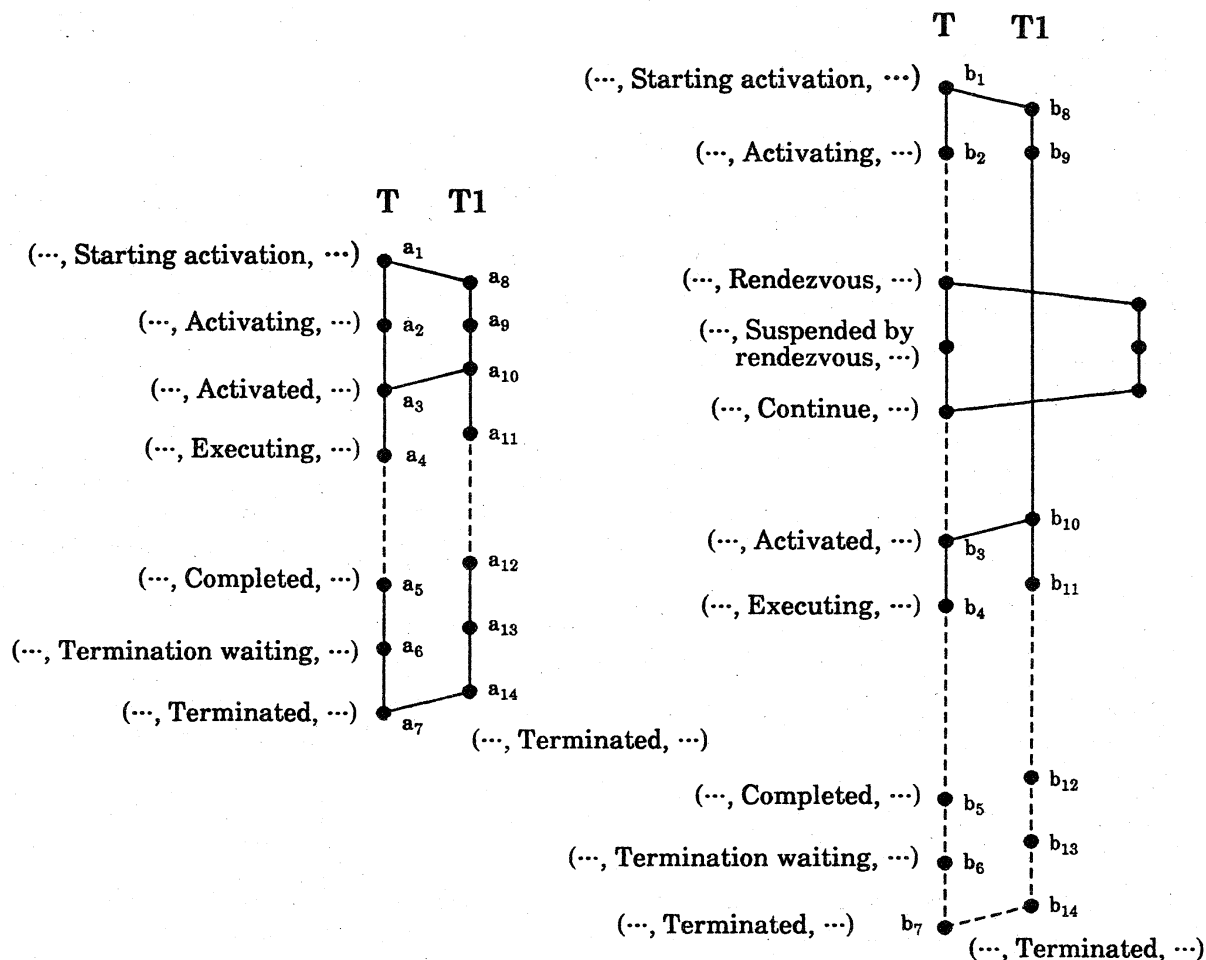 T T1
(···, Starting activation, ···) a₁
a₈
(···, Activating, ···) a₂ a₉
a₁₀
(···, Activated, ···) a₃
a₁₁
(···, Executing, ···) a₄
a₁₂
(···, Completed, ···) a₅
a₁₃
(···, Termination waiting, ···) a₆
a₁₄
(···, Terminated, ···) a₇
(···, Terminated, ···)
T T1
(···, Starting activation, ···) b₁
b₈
(···, Activating, ···) b₂ b₉
(···, Rendezvous, ···)
(···, Suspended by
rendezvous, ···)
(···, Continue, ···)
b₁₀
(···, Activated, ···) b₃
b₁₁
(···, Executing, ···) b₄
b₁₂
(···, Completed, ···) b₅
b₁₃
(···, Termination waiting, ···) b₆
b₁₄
(···, Terminated, ···) b₇
(···, Terminated, ···)